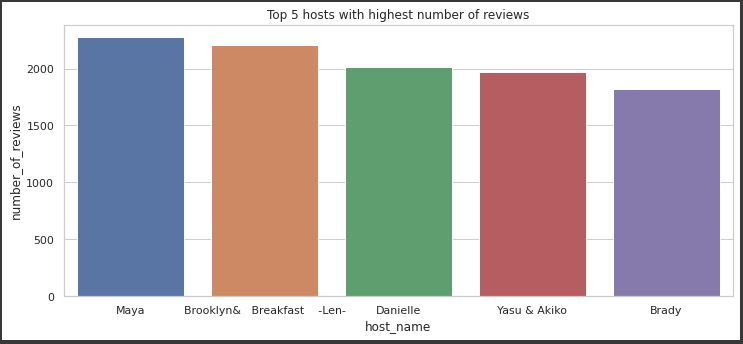 Top 5 hosts with highest number of reviews
number_of_reviews
2000
1500
1000
500
0
Maya Brooklyn& Breakfast -Len- Danielle Yasu & Akiko Brady
host_name